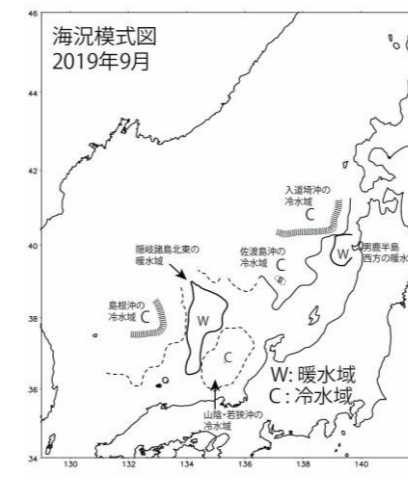 海況模式図
2019年9月
46
44
42
40
38
36
34
入道埼沖の
冷水域
C
隠岐諸島北東の
暖水域
佐渡島沖の
冷水域
C
W
男鹿半島
西方の暖水
島根沖の
冷水域
C
W
C
W: 暖水域
C : 冷水域
山陰・若狭沖の
冷水域
130
132
134
136
138
140